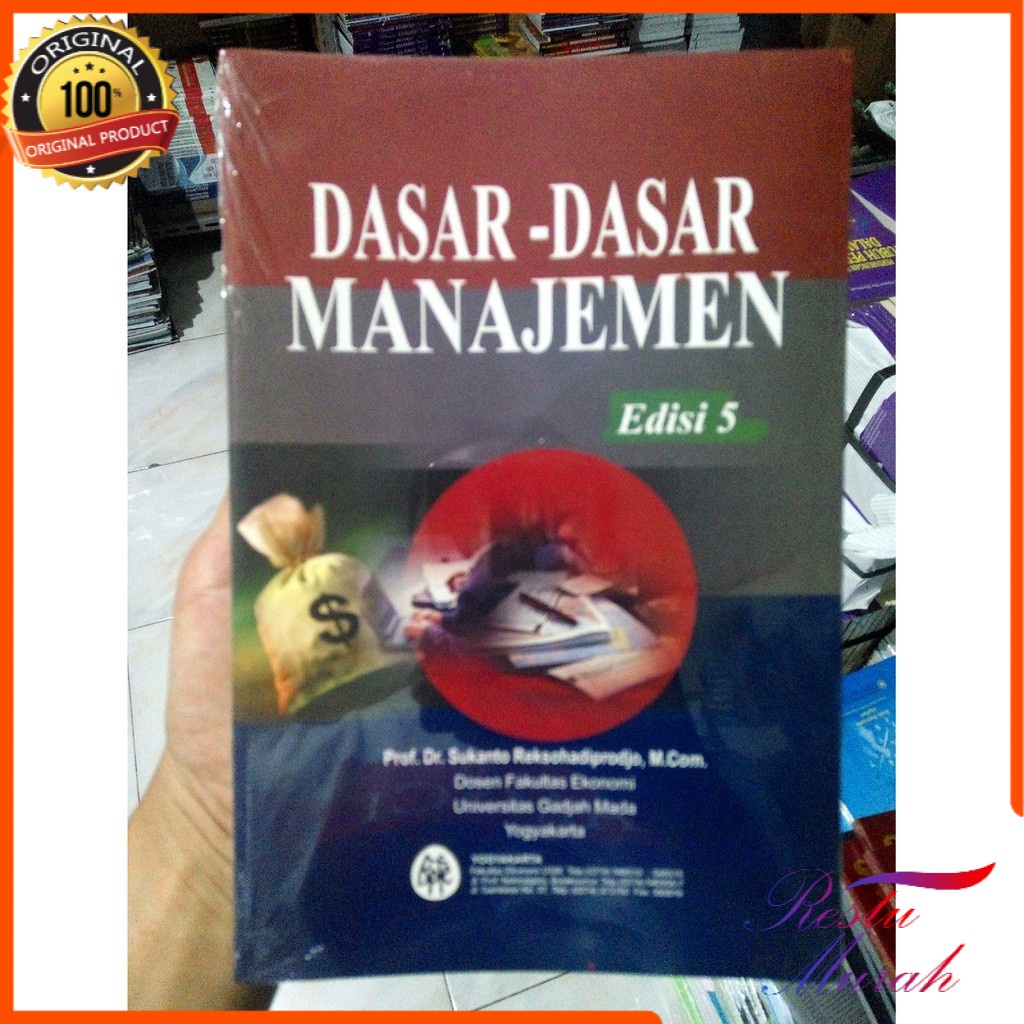 ORIGINAL
100%
ORIGINAL PRODUCT
DASAR -DASAR
MANAJEMEN
Edisi 5
$
Prof. Dr. Sukanto Reksohadiprodjo, M.Com.
Dosen Fakultas Ekonomi
Universitas Gadjah Mada
Yogyakarta
YOGYAKARTA
Restu
Murah